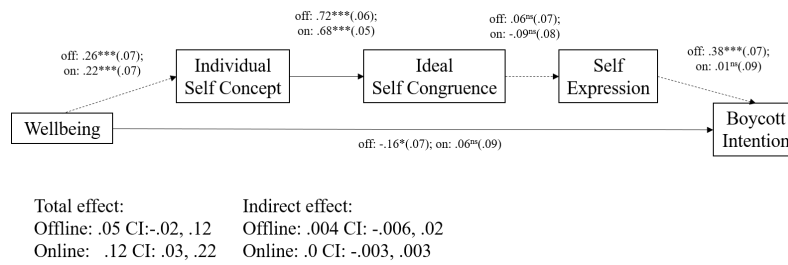 off: .72***(.06);
on: .68***(.05)
off: .06ns(.07);
on: -.09ns(.08)
off: .26***(.07);
on: .22***(.07)
off: .38***(.07);
on: .01ns(.09)
Individual
Self Concept
Ideal
Self Congruence
Self
Expression
Wellbeing
Boycott
Intention
off: -.16*(.07); on: .06ns(.09)
Total effect:
Offline: .05 CI:-.02, .12
Online: .12 CI: .03, .22
Indirect effect:
Offline: .004 CI: -.006, .02
Online: .0 CI: -.003, .003